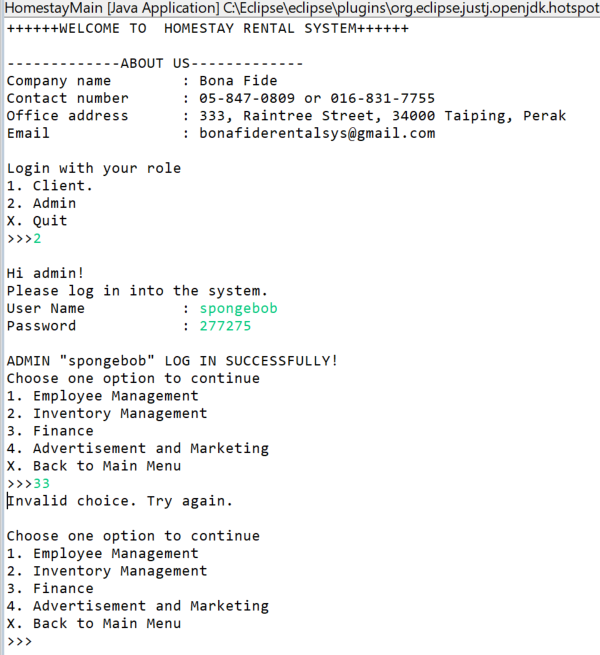 HomestayMain [Java Application] C:\Eclipse\eclipse\plugins\org.eclipse.justj.openjdk.hotspot
++++++WELCOME TO  HOMESTAY RENTAL SYSTEM++++++
-------------ABOUT US-------------
Company name        : Bona Fide
Contact number      : 05-847-0809 or 016-831-7755
Office address      : 333, Raintree Street, 34000 Taiping, Perak
Email               : bonafiderentalsys@gmail.com
Login with your role
1. Client.
2. Admin
X. Quit
>>>2
Hi admin!
Please log in into the system.
User Name           : spongebob
Password            : 277275
ADMIN "spongebob" LOG IN SUCCESSFULLY!
Choose one option to continue
1. Employee Management
2. Inventory Management
3. Finance
4. Advertisement and Marketing
X. Back to Main Menu
>>>33
Invalid choice. Try again.
Choose one option to continue
1. Employee Management
2. Inventory Management
3. Finance
4. Advertisement and Marketing
X. Back to Main Menu
>>>